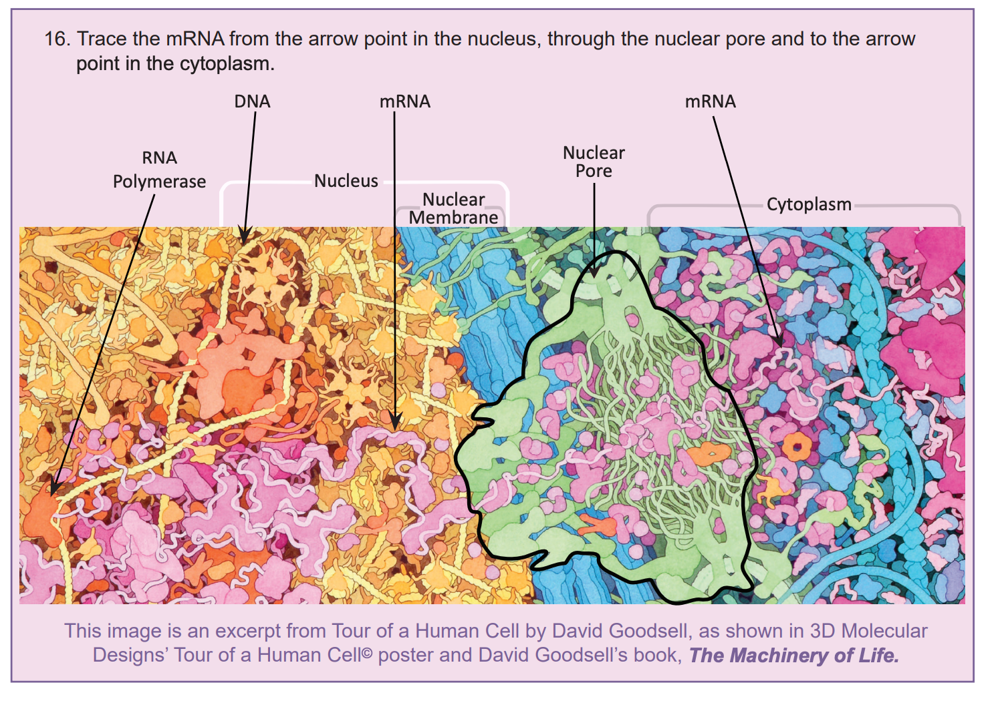 16. Trace the mRNA from the arrow point in the nucleus, through the nuclear pore and to the arrow
point in the cytoplasm.
DNA
mRNA
mRNA
RNA
Polymerase
Nucleus
Nuclear
Membrane
Nuclear
Pore
Cytoplasm
This image is an excerpt from Tour of a Human Cell by David Goodsell, as shown in 3D Molecular
Designs’ Tour of a Human Cell© poster and David Goodsell’s book, The Machinery of Life.